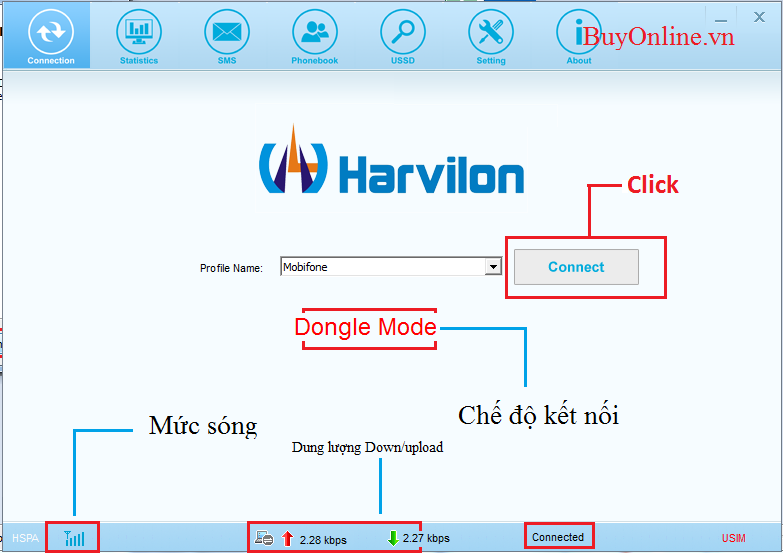 BuyOnline.vn
Connection
Statistics
SMS
Phonebook
USSD
Setting
About
Harvilon
Click
Profile Name:
Mobifone
Connect
Dongle Mode
Mức sóng
Chế độ kết nối
Dung lượng Down/upload
HSPA
2.28 kbps
2.27 kbps
Connected
USIM